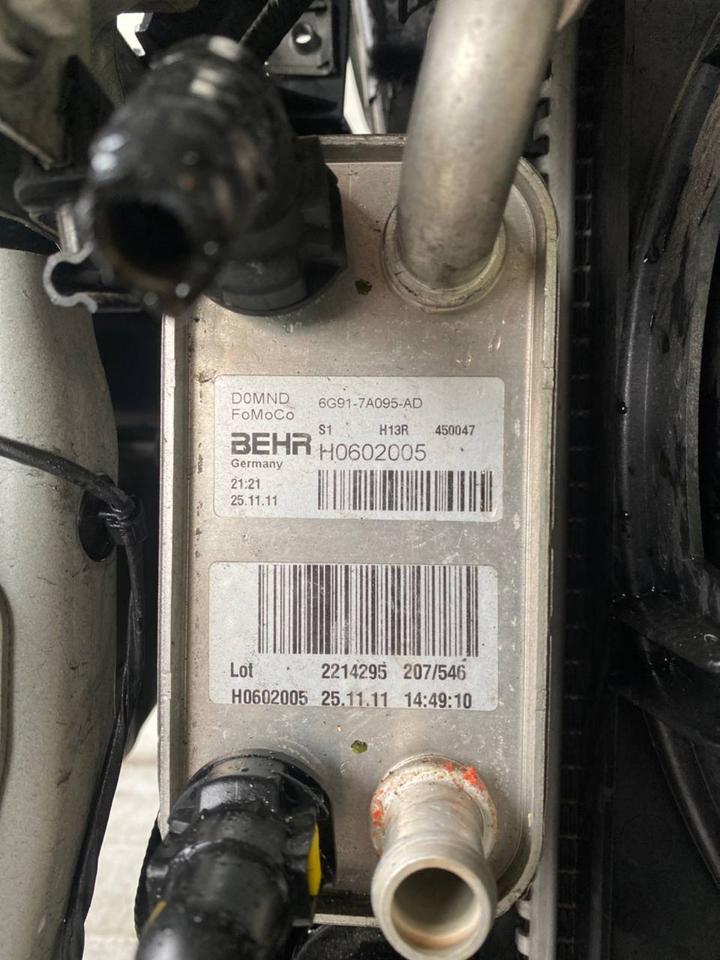 D0MND 6G91-7A095-AD
FoMoCo S1 H13R 450047
BEHR H0602005
Germany
21:21
25.11.11
Lot 2214295 207/546
H0602005 25.11.11 14:49:10